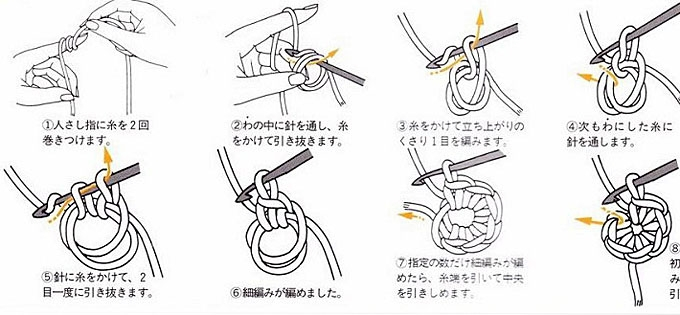 ①人さし指に糸を2回
巻きつけます。
②わの中に針を通し、糸
をかけて引き抜きます。
③糸をかけて立ち上がりの
くさり1目を編みます。
④次もわにした糸に
針を通します。
⑤針に糸をかけて、2
目一度に引き抜きます。
⑥細編みが編めました。
⑦指定の数だけ細編みが編
めたら、糸端を引いて中央
を引きしめます。
⑧
初
み
引